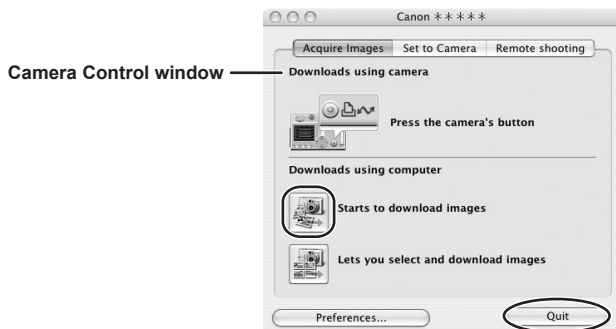 Canon ＊＊＊＊＊
Acquire Images Set to Camera Remote shooting
Camera Control window
Downloads using camera
Press the camera's button
Downloads using computer
Starts to download images
Lets you select and download images
Preferences... Quit